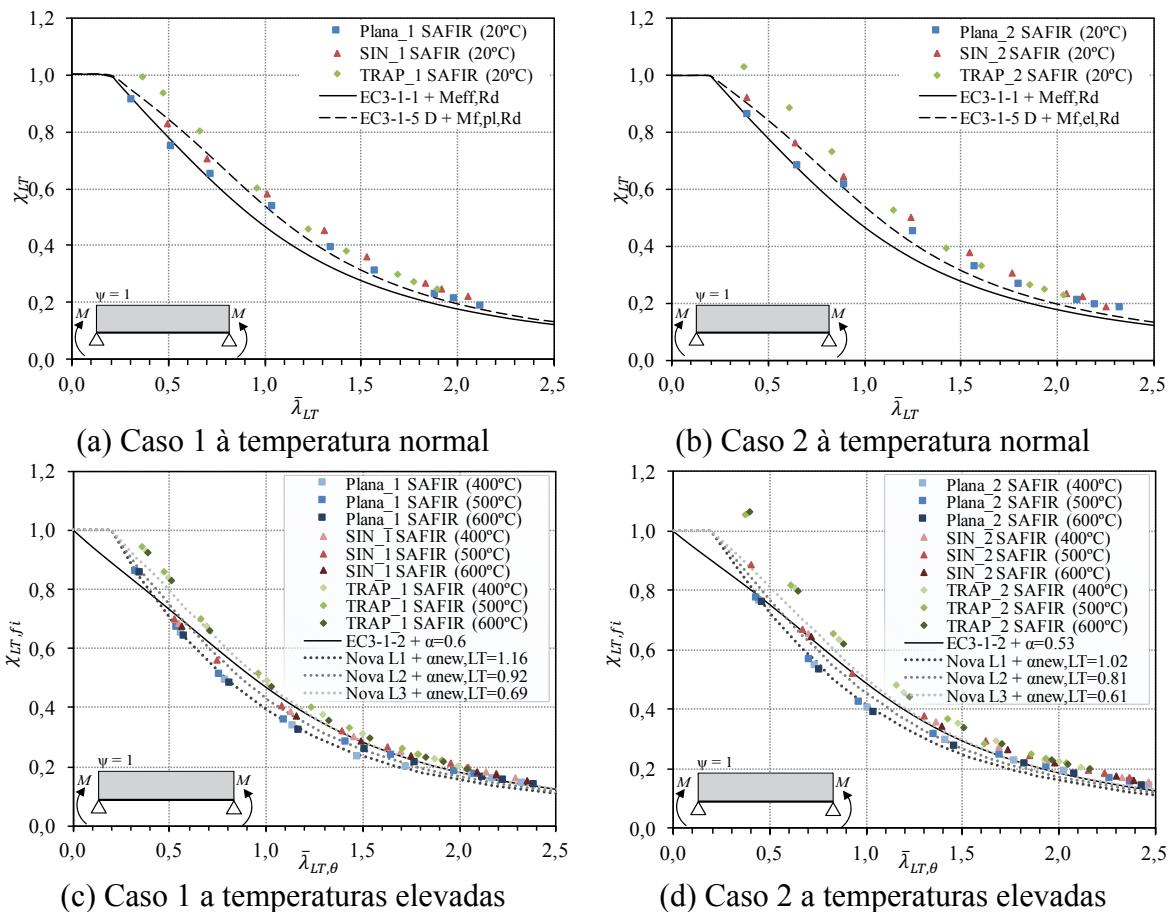 1,2
1,0
0,8
0,6
0,4
0,2
0,0
χLT
Plana_1 SAFIR (20ºC)
SIN_1 SAFIR (20ºC)
TRAP_1 SAFIR (20ºC)
EC3-1-1 + Meff,Rd
EC3-1-5 D + Mf,pl,Rd
ψ = 1
M
M
0,0 0,5 1,0 1,5 2,0 2,5
λ̄LT
(a) Caso 1 à temperatura normal
1,2
1,0
0,8
0,6
0,4
0,2
0,0
χLT
Plana_2 SAFIR (20ºC)
SIN_2 SAFIR (20ºC)
TRAP_2 SAFIR (20ºC)
EC3-1-1 + Meff,Rd
EC3-1-5 D + Mf,el,Rd
ψ = 1
M
M
0,0 0,5 1,0 1,5 2,0 2,5
λ̄LT
(b) Caso 2 à temperatura normal
1,2
1,0
0,8
0,6
0,4
0,2
0,0
χLT,fi
Plana_1 SAFIR (400ºC)
Plana_1 SAFIR (500ºC)
Plana_1 SAFIR (600ºC)
SIN_1 SAFIR (400ºC)
SIN_1 SAFIR (500ºC)
SIN_1 SAFIR (600ºC)
TRAP_1 SAFIR (400ºC)
TRAP_1 SAFIR (500ºC)
TRAP_1 SAFIR (600ºC)
EC3-1-2 + α=0.6
Nova L1 + αnew,LT=1.16
Nova L2 + αnew,LT=0.92
Nova L3 + αnew,LT=0.69
ψ = 1
M
M
0,0 0,5 1,0 1,5 2,0 2,5
λ̄LT,θ
(c) Caso 1 a temperaturas elevadas
1,2
1,0
0,8
0,6
0,4
0,2
0,0
χLT,fi
Plana_2 SAFIR (400ºC)
Plana_2 SAFIR (500ºC)
Plana_2 SAFIR (600ºC)
SIN_2 SAFIR (400ºC)
SIN_2 SAFIR (500ºC)
SIN_2 SAFIR (600ºC)
TRAP_2 SAFIR (400ºC)
TRAP_2 SAFIR (500ºC)
TRAP_2 SAFIR (600ºC)
EC3-1-2 + α=0.53
Nova L1 + αnew,LT=1.02
Nova L2 + αnew,LT=0.81
Nova L3 + αnew,LT=0.61
ψ = 1
M
M
0,0 0,5 1,0 1,5 2,0 2,5
λ̄LT,θ
(d) Caso 2 a temperaturas elevadas